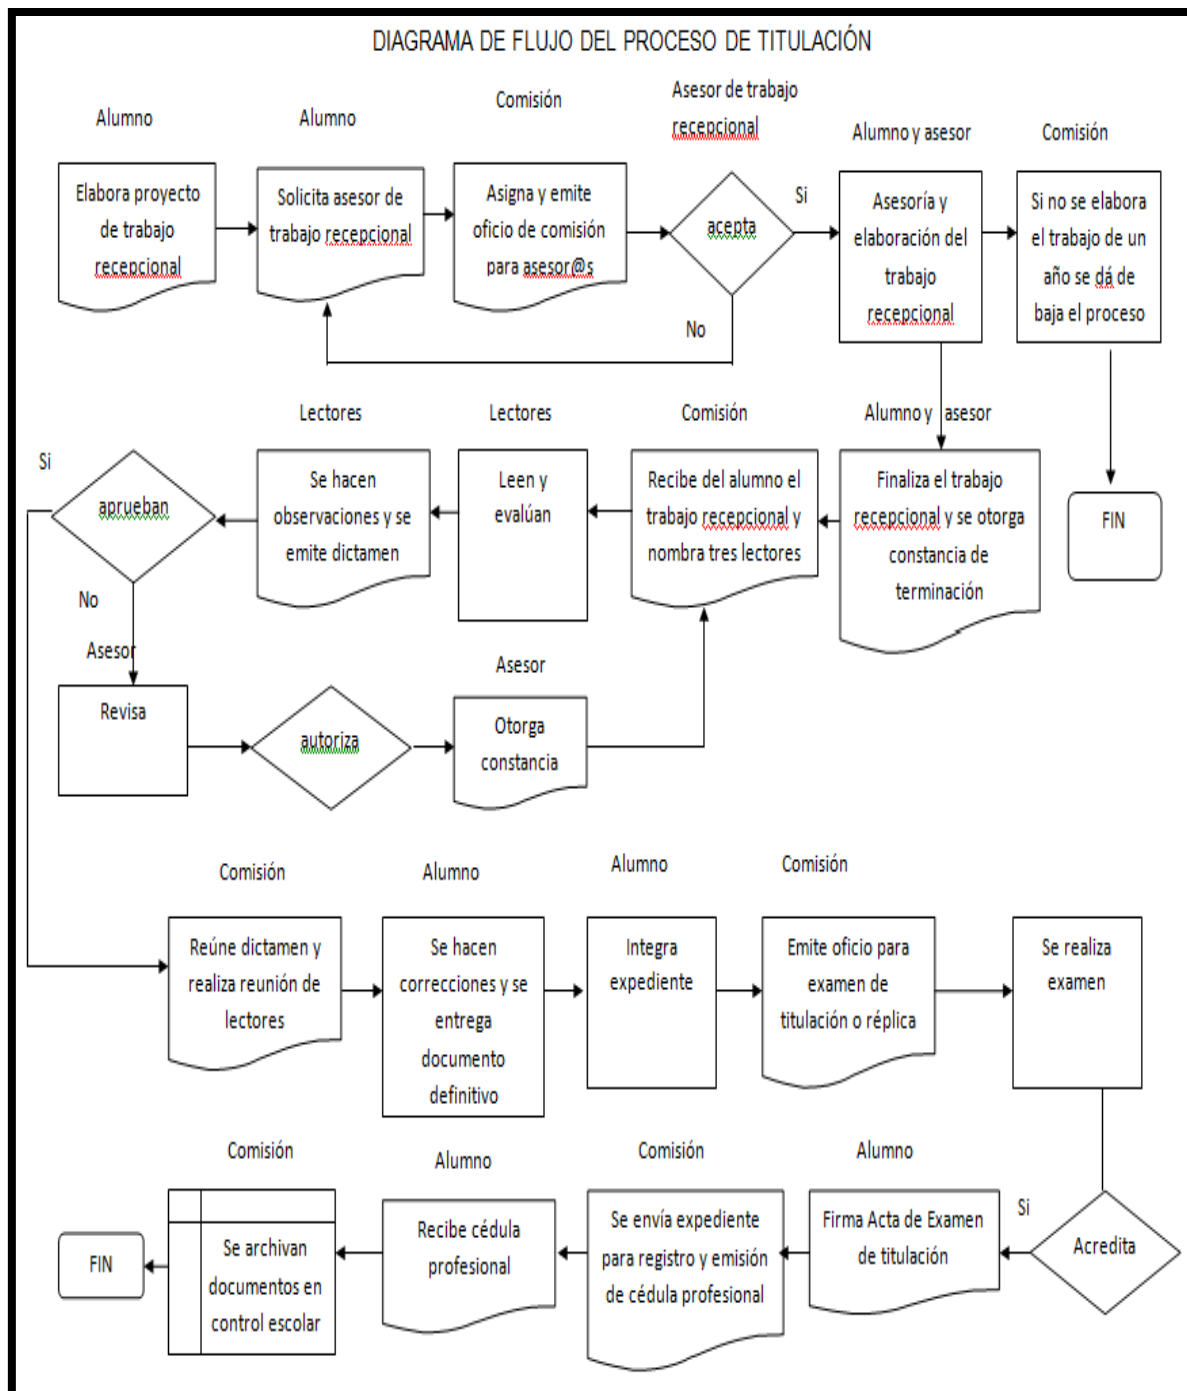 DIAGRAMA DE FLUJO DEL PROCESO DE TITULACIÓN
Alumno
Elabora proyecto
de trabajo
recepcional
Alumno
Solicita asesor de
trabajo recepcional
Comisión
Asigna y emite
oficio de comisión
para asesor@s
Asesor de trabajo
recepcional
acepta
Si
No
Alumno y asesor
Asesoría y
elaboración del
trabajo
recepcional
Comisión
Si no se elabora
el trabajo de un
año se dá de
baja el proceso
FIN
Alumno y asesor
Finaliza el trabajo
recepcional y se otorga
constancia de
terminación
Comisión
Recibe del alumno el
trabajo recepcional y
nombra tres lectores
Lectores
Leen y
evalúan
Lectores
Se hacen
observaciones y se
emite dictamen
Si
aprueban
No
Asesor
Revisa
autoriza
Asesor
Otorga
constancia
Comisión
Reúne dictamen y
realiza reunión de
lectores
Alumno
Se hacen
correcciones y se
entrega
documento
definitivo
Alumno
Integra
expediente
Comisión
Emite oficio para
examen de
titulación o réplica
Se realiza
examen
Acredita
Si
Alumno
Firma Acta de Examen
de titulación
Comisión
Se envía expediente
para registro y emisión
de cédula profesional
Alumno
Recibe cédula
profesional
Comisión
Se archivan
documentos en
control escolar
FIN